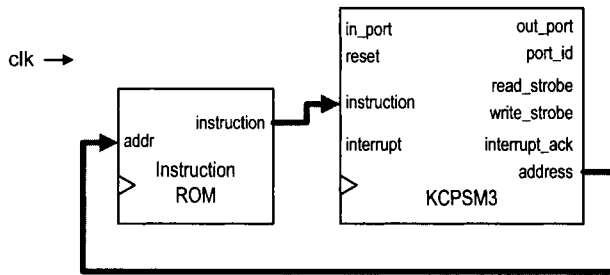 clk
addr
instruction
Instruction
ROM
in_port
reset
instruction
interrupt
out_port
port_id
read_strobe
write_strobe
interrupt_ack
address
KCPSM3